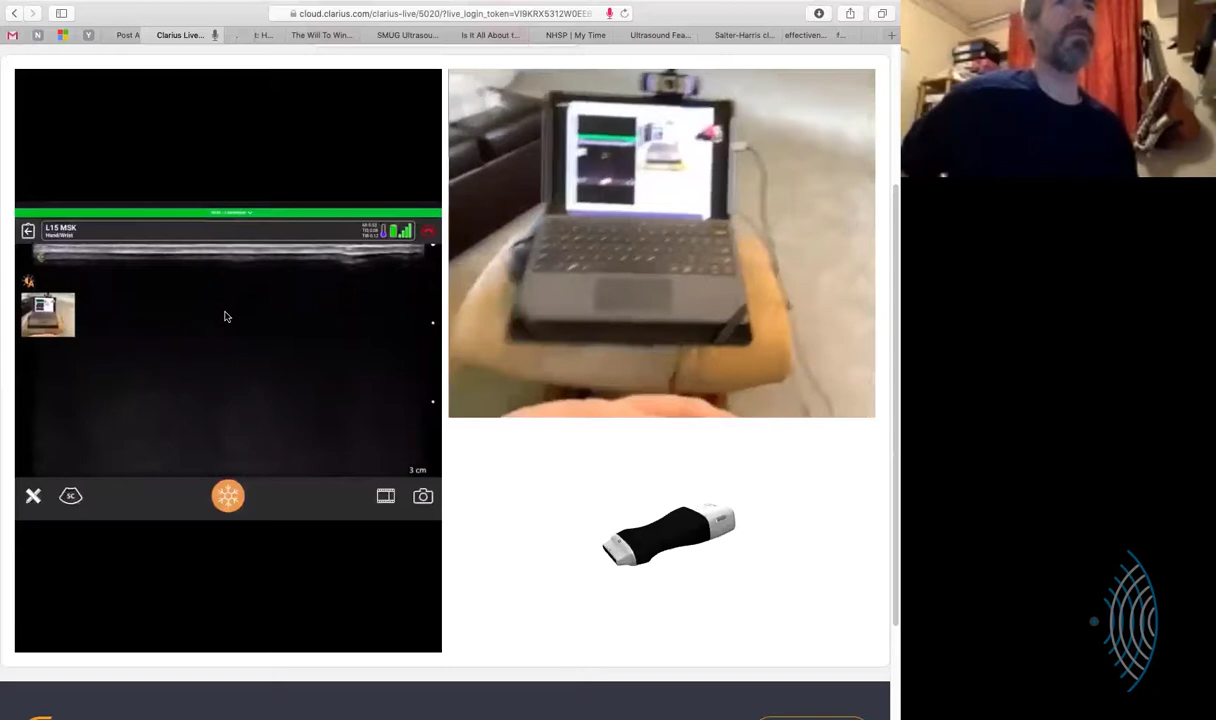 cloud.clarius.com/clarius-live/5020/?live_login_token=VI9KRX5312W0EE
Post A
Clarius Live...
t: H...
The Will To Win...
SMUG Ultrasou...
Is It All About t...
NHSP | My Time
Ultrasound Fea...
Salter-Harris cl...
effectiven...
f...
L15 MSK
Hand/Wrist
3 cm
SC